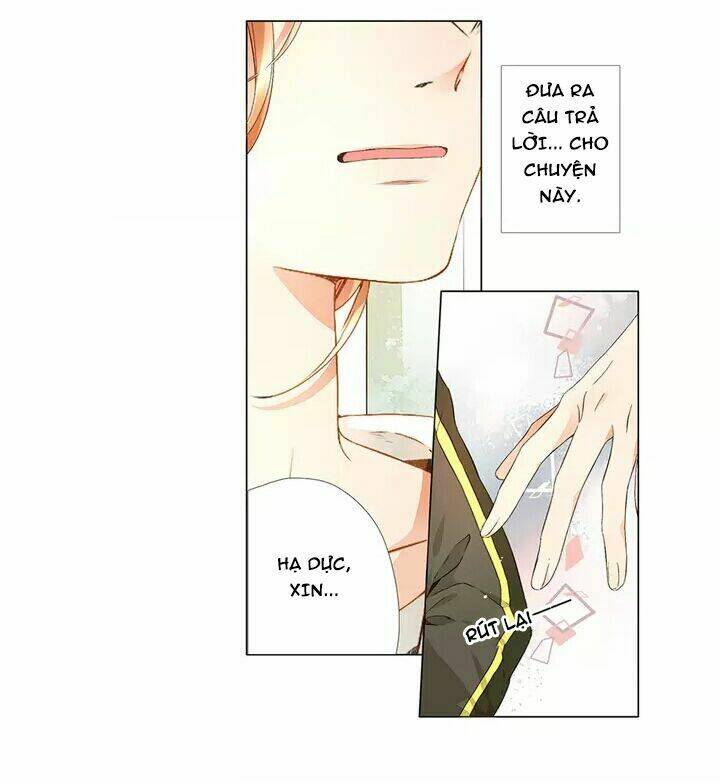 ĐƯA RA
CÂU TRẢ
LỜI... CHO
CHUYỆN
NÀY.
HẠ DỰC,
XIN...
RÚT LẠI